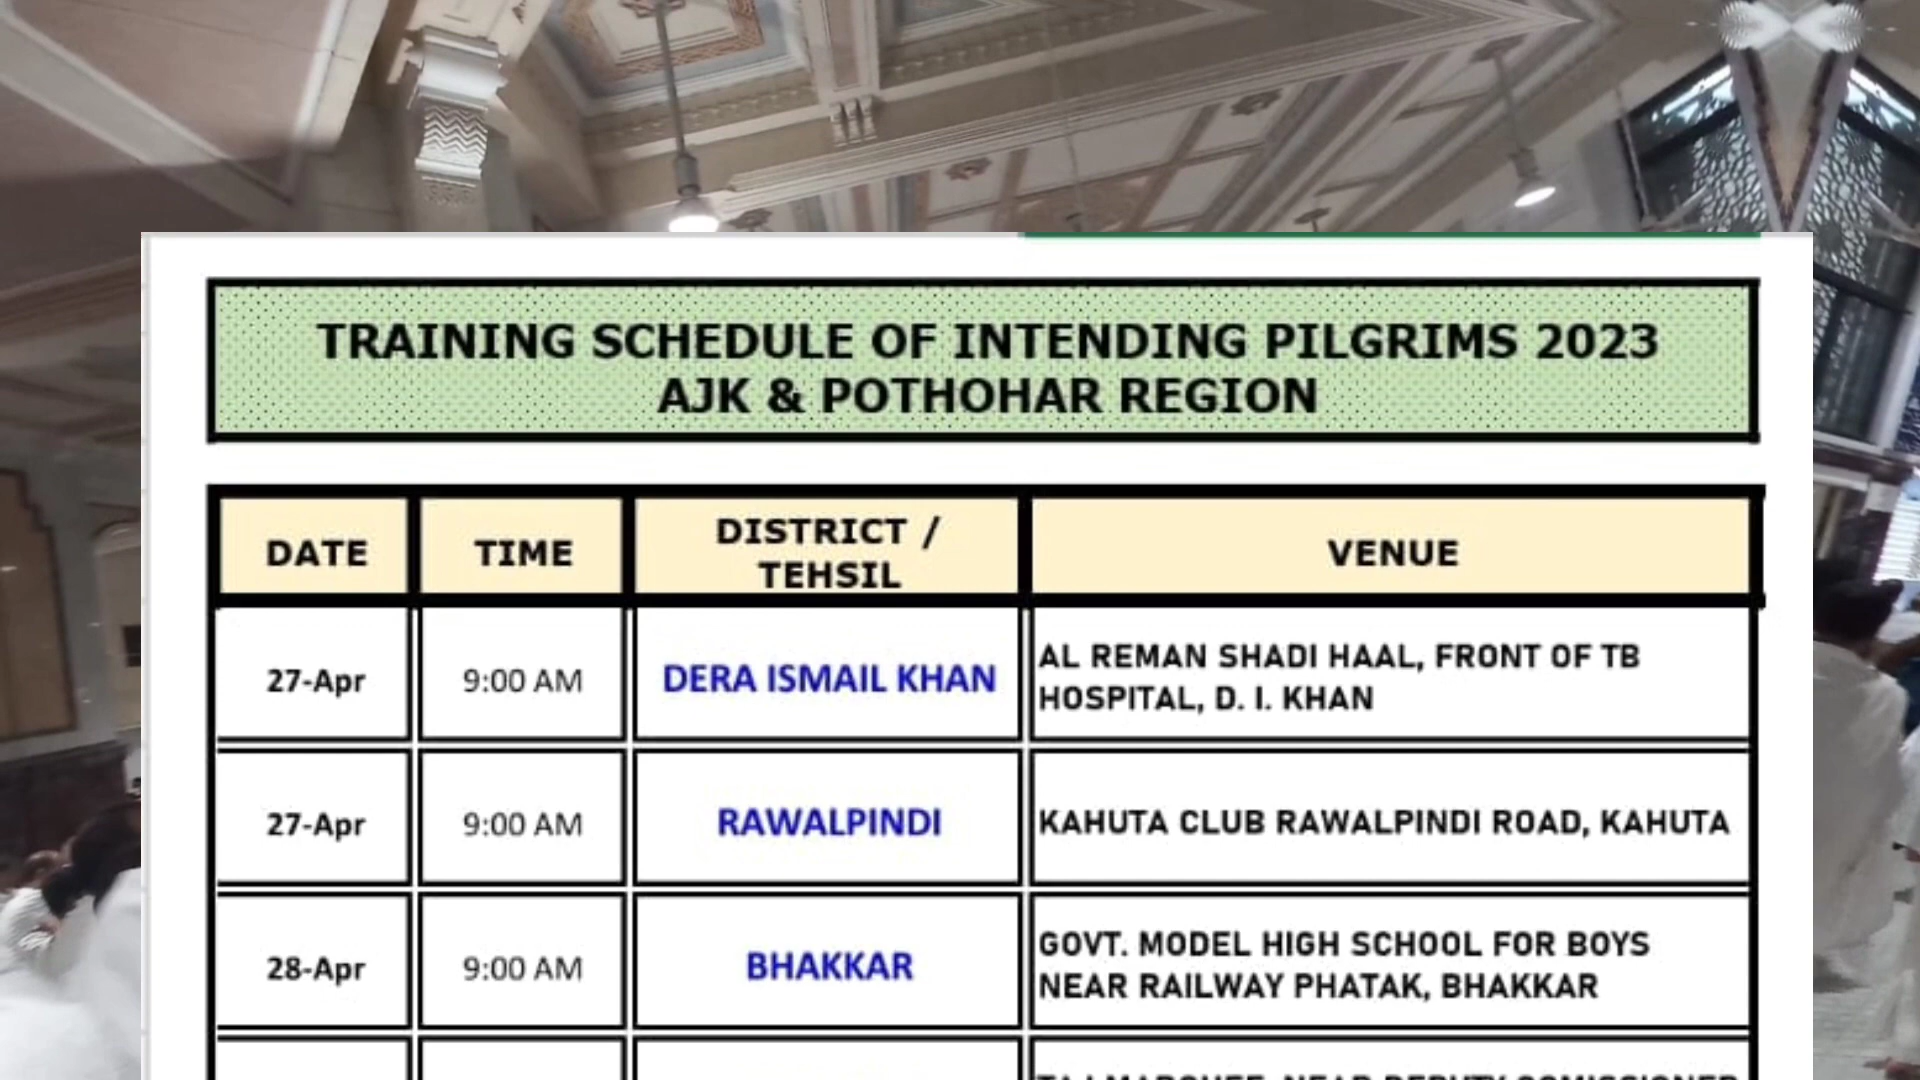 TRAINING SCHEDULE OF INTENDING PILGRIMS 2023
AJK & POTHOHAR REGION
DATE
TIME
DISTRICT /
TEHSIL
VENUE
27-Apr
9:00 AM
DERA ISMAIL KHAN
AL REMAN SHADI HAAL, FRONT OF TB
HOSPITAL, D. I. KHAN
27-Apr
9:00 AM
RAWALPINDI
KAHUTA CLUB RAWALPINDI ROAD, KAHUTA
28-Apr
9:00 AM
BHAKKAR
GOVT. MODEL HIGH SCHOOL FOR BOYS
NEAR RAILWAY PHATAK, BHAKKAR